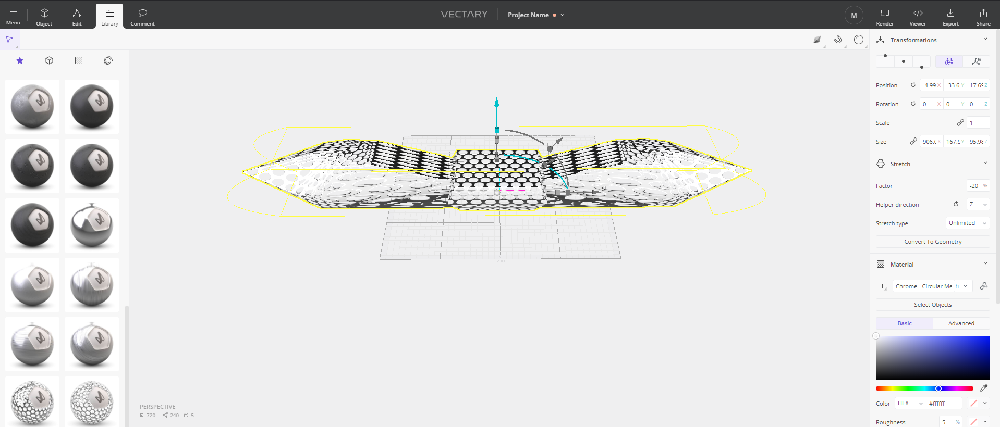 Menu
Object
Edit
Library
Comment
VECTARY
Project Name
M
Render
Viewer
Export
Share
Transformations
L
G
Position -4.99 X -33.6 Y 17.69 Z
Rotation 0 X 0 Y 0 Z
Scale 1
Size 906.0 X 167.9 Y 95.98 Z
Stretch
Factor -20 %
Helper direction Z
Stretch type Unlimited
Convert To Geometry
Material
+ Chrome - Circular Me h
Select Objects
Basic Advanced
Color HEX #ffffff
Roughness 5 %
PERSPECTIVE
720 240 5